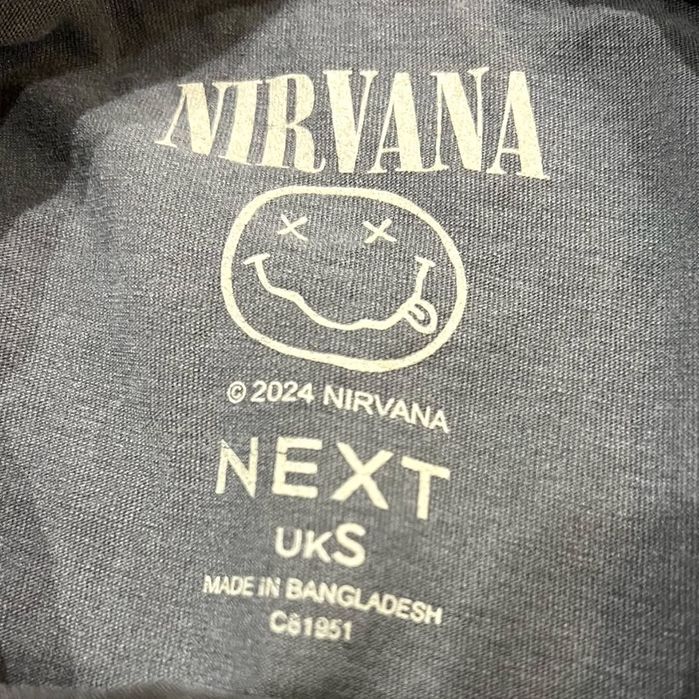 NIRVANA
© 2024 NIRVANA
NEXT
UKS
MADE IN BANGLADESH
C81951